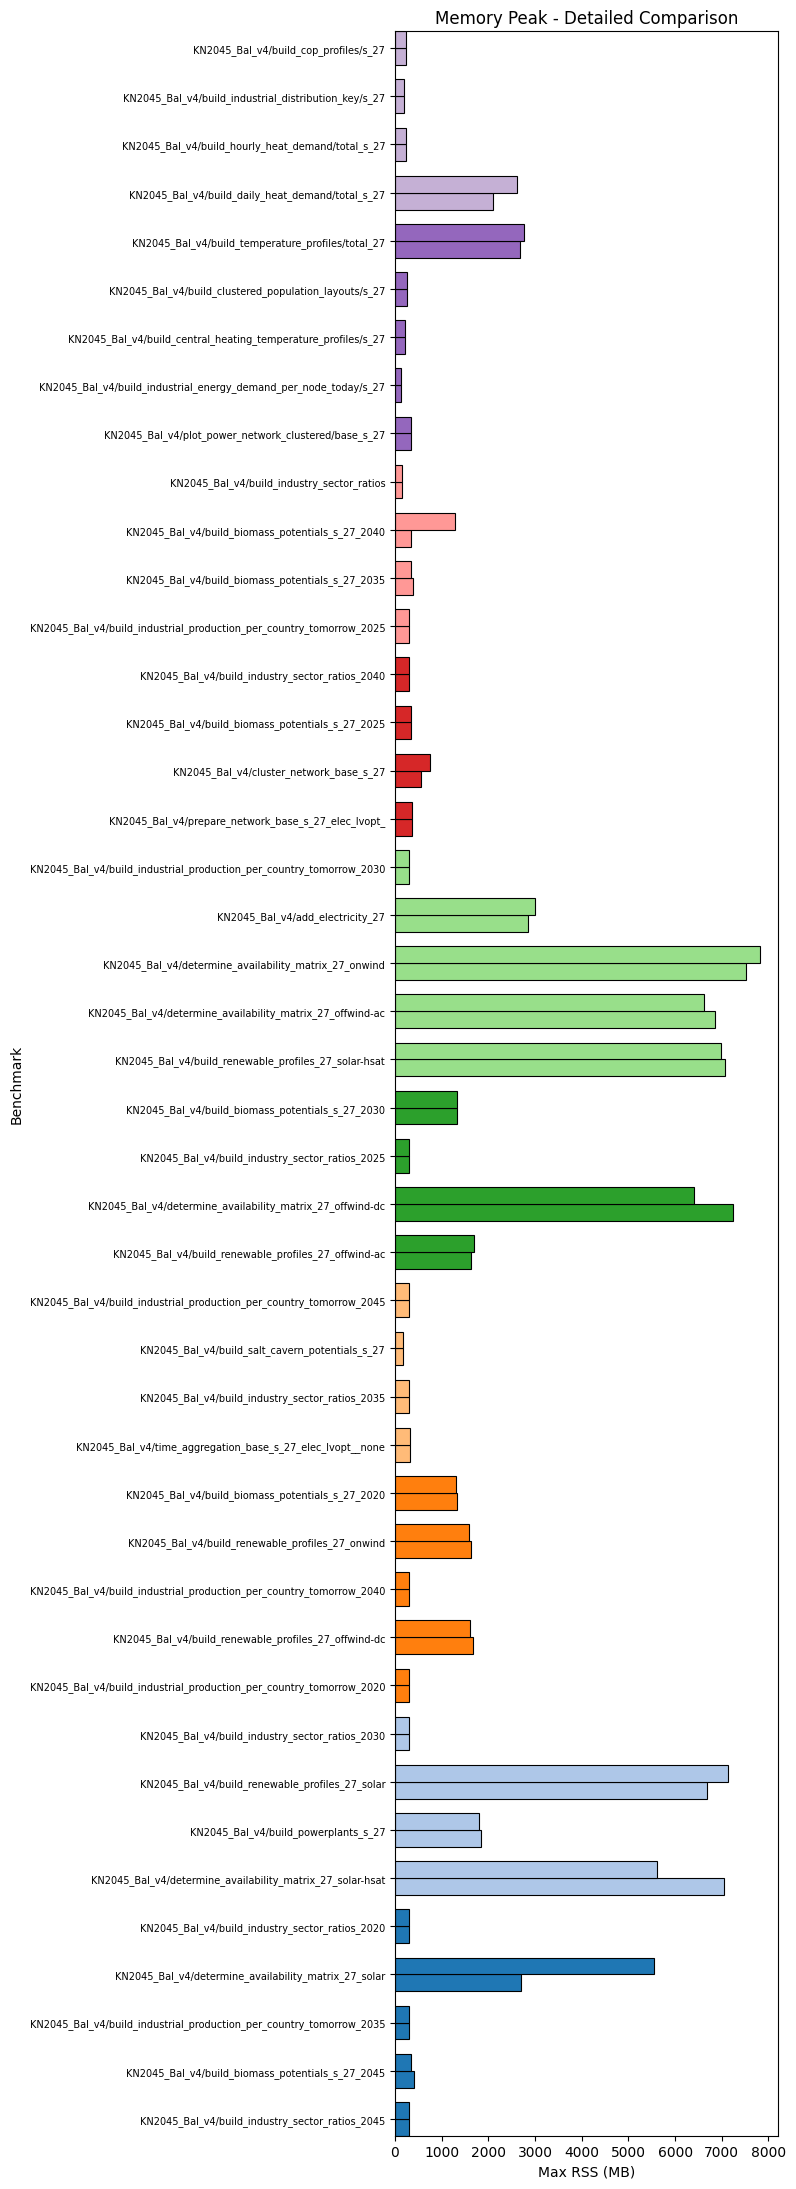 Memory Peak - Detailed Comparison
KN2045_Bal_v4/build_cop_profiles/s_27
KN2045_Bal_v4/build_industrial_distribution_key/s_27
KN2045_Bal_v4/build_hourly_heat_demand/total_s_27
KN2045_Bal_v4/build_daily_heat_demand/total_s_27
KN2045_Bal_v4/build_temperature_profiles/total_27
KN2045_Bal_v4/build_clustered_population_layouts/s_27
KN2045_Bal_v4/build_central_heating_temperature_profiles/s_27
KN2045_Bal_v4/build_industrial_energy_demand_per_node_today/s_27
KN2045_Bal_v4/plot_power_network_clustered/base_s_27
KN2045_Bal_v4/build_industry_sector_ratios
KN2045_Bal_v4/build_biomass_potentials_s_27_2040
KN2045_Bal_v4/build_biomass_potentials_s_27_2035
KN2045_Bal_v4/build_industrial_production_per_country_tomorrow_2025
KN2045_Bal_v4/build_industry_sector_ratios_2040
KN2045_Bal_v4/build_biomass_potentials_s_27_2025
KN2045_Bal_v4/cluster_network_base_s_27
KN2045_Bal_v4/prepare_network_base_s_27_elec_lvopt_
KN2045_Bal_v4/build_industrial_production_per_country_tomorrow_2030
KN2045_Bal_v4/add_electricity_27
KN2045_Bal_v4/determine_availability_matrix_27_onwind
KN2045_Bal_v4/determine_availability_matrix_27_offwind-ac
KN2045_Bal_v4/build_renewable_profiles_27_solar-hsat
Benchmark
KN2045_Bal_v4/build_biomass_potentials_s_27_2030
KN2045_Bal_v4/build_industry_sector_ratios_2025
KN2045_Bal_v4/determine_availability_matrix_27_offwind-dc
KN2045_Bal_v4/build_renewable_profiles_27_offwind-ac
KN2045_Bal_v4/build_industrial_production_per_country_tomorrow_2045
KN2045_Bal_v4/build_salt_cavern_potentials_s_27
KN2045_Bal_v4/build_industry_sector_ratios_2035
KN2045_Bal_v4/time_aggregation_base_s_27_elec_lvopt__none
KN2045_Bal_v4/build_biomass_potentials_s_27_2020
KN2045_Bal_v4/build_renewable_profiles_27_onwind
KN2045_Bal_v4/build_industrial_production_per_country_tomorrow_2040
KN2045_Bal_v4/build_renewable_profiles_27_offwind-dc
KN2045_Bal_v4/build_industrial_production_per_country_tomorrow_2020
KN2045_Bal_v4/build_industry_sector_ratios_2030
KN2045_Bal_v4/build_renewable_profiles_27_solar
KN2045_Bal_v4/build_powerplants_s_27
KN2045_Bal_v4/determine_availability_matrix_27_solar-hsat
KN2045_Bal_v4/build_industry_sector_ratios_2020
KN2045_Bal_v4/determine_availability_matrix_27_solar
KN2045_Bal_v4/build_industrial_production_per_country_tomorrow_2035
KN2045_Bal_v4/build_biomass_potentials_s_27_2045
KN2045_Bal_v4/build_industry_sector_ratios_2045
0 1000 2000 3000 4000 5000 6000 7000 8000
Max RSS (MB)